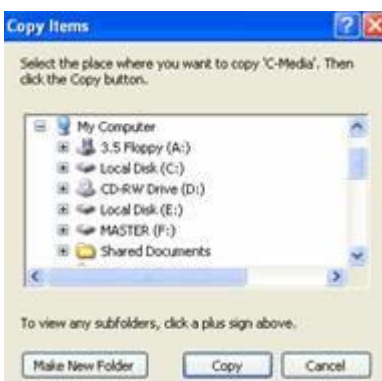 Copy Items
Select the place where you want to copy 'C-Media'. Then
click the Copy button.
My Computer
3.5 Floppy (A:)
Local Disk (C:)
CD-RW Drive (D:)
Local Disk (E:)
MASTER (F:)
Shared Documents
To view any subfolders, click a plus sign above.
Make New Folder Copy Cancel